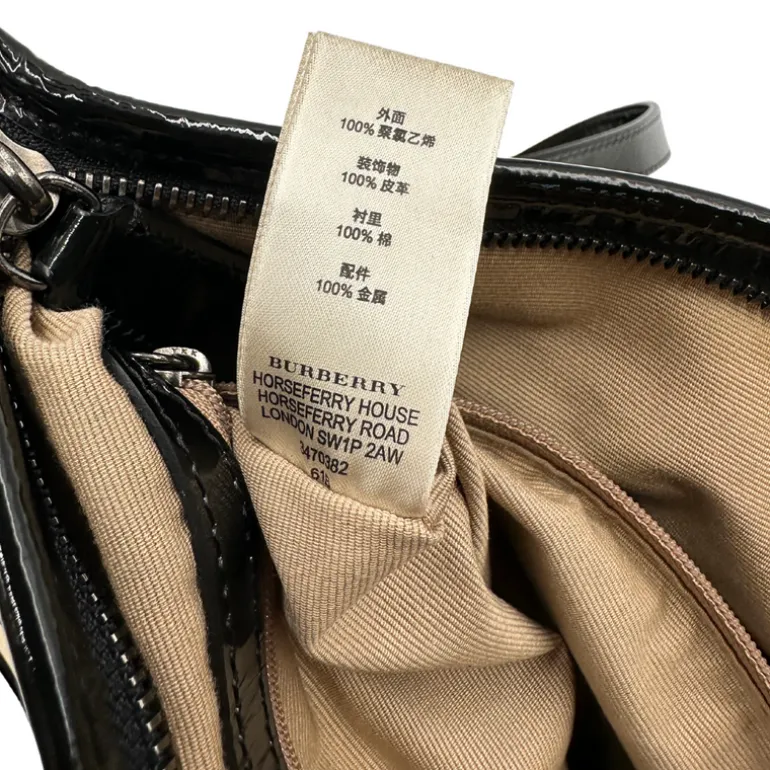 外面
100% 聚氯乙烯
装饰物
100% 皮革
衬里
100% 棉
配件
100% 金属
BURBERRY
HORSEFERRY HOUSE
HORSEFERRY ROAD
LONDON SW1P 2AW
3470382